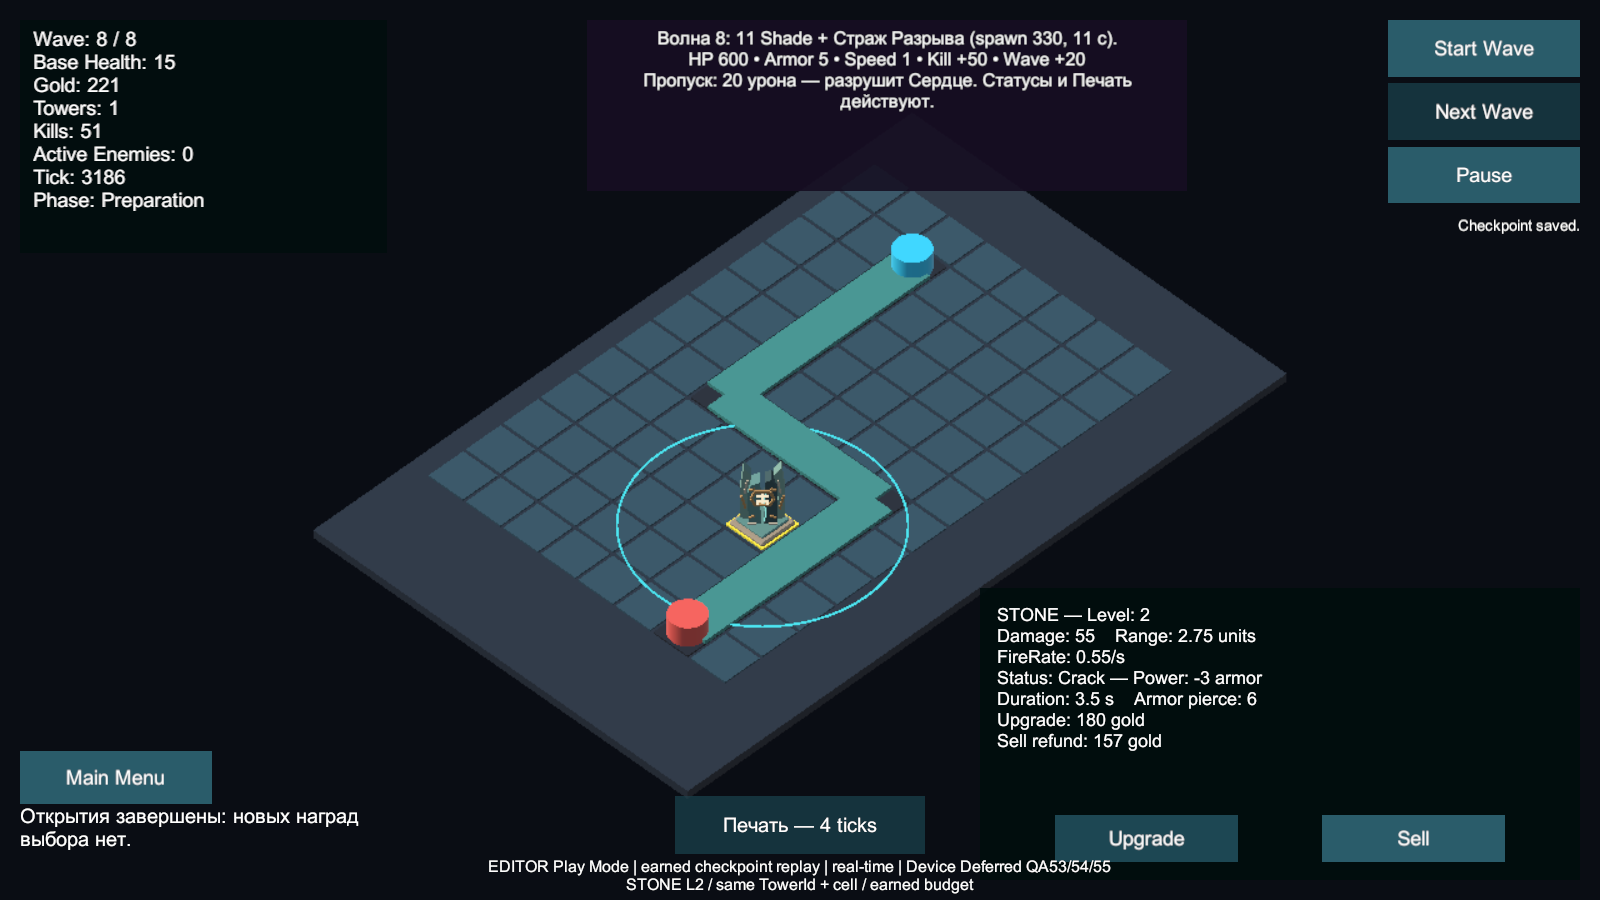 Wave: 8 / 8
Base Health: 15
Gold: 221
Towers: 1
Kills: 51
Active Enemies: 0
Tick: 3186
Phase: Preparation
Волна 8: 11 Shade + Страж Разрыва (spawn 330, 11 с).
HP 600 • Armor 5 • Speed 1 • Kill +50 • Wave +20
Пропуск: 20 урона — разрушит Сердце. Статусы и Печать
действуют.
Start Wave
Next Wave
Pause
Checkpoint saved.
STONE — Level: 2
Damage: 55    Range: 2.75 units
FireRate: 0.55/s
Status: Crack — Power: -3 armor
Duration: 3.5 s    Armor pierce: 6
Upgrade: 180 gold
Sell refund: 157 gold
Upgrade
Sell
Main Menu
Открытия завершены: новых наград
выбора нет.
Печать — 4 ticks
EDITOR Play Mode | earned checkpoint replay | real-time | Device Deferred QA53/54/55
STONE L2 / same TowerId + cell / earned budget